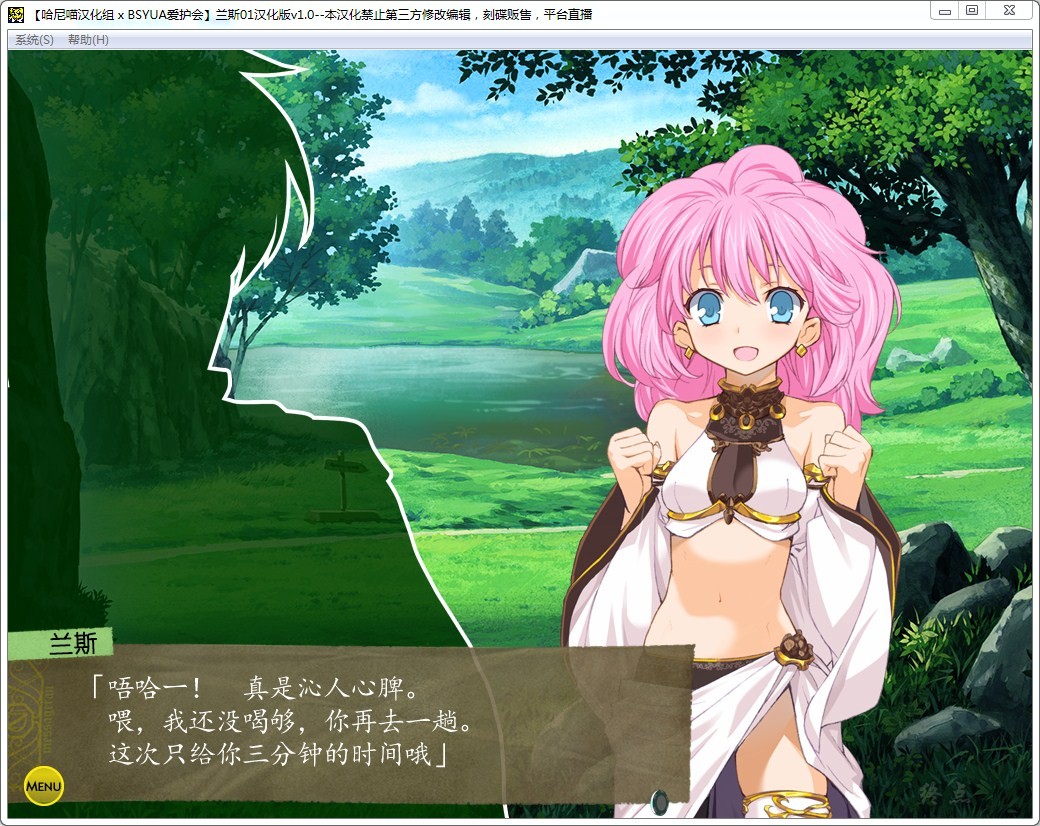 【哈尼喵汉化组 x BSYUA爱护会】兰斯01汉化版v1.0--本汉化禁止第三方修改编辑，刻碟贩售，平台直播
系统(S) 帮助(H)
兰斯
「唔哈一！ 真是沁人心脾。
喂，我还没喝够，你再去一趟。
这次只给你三分钟的时间哦」
MENU